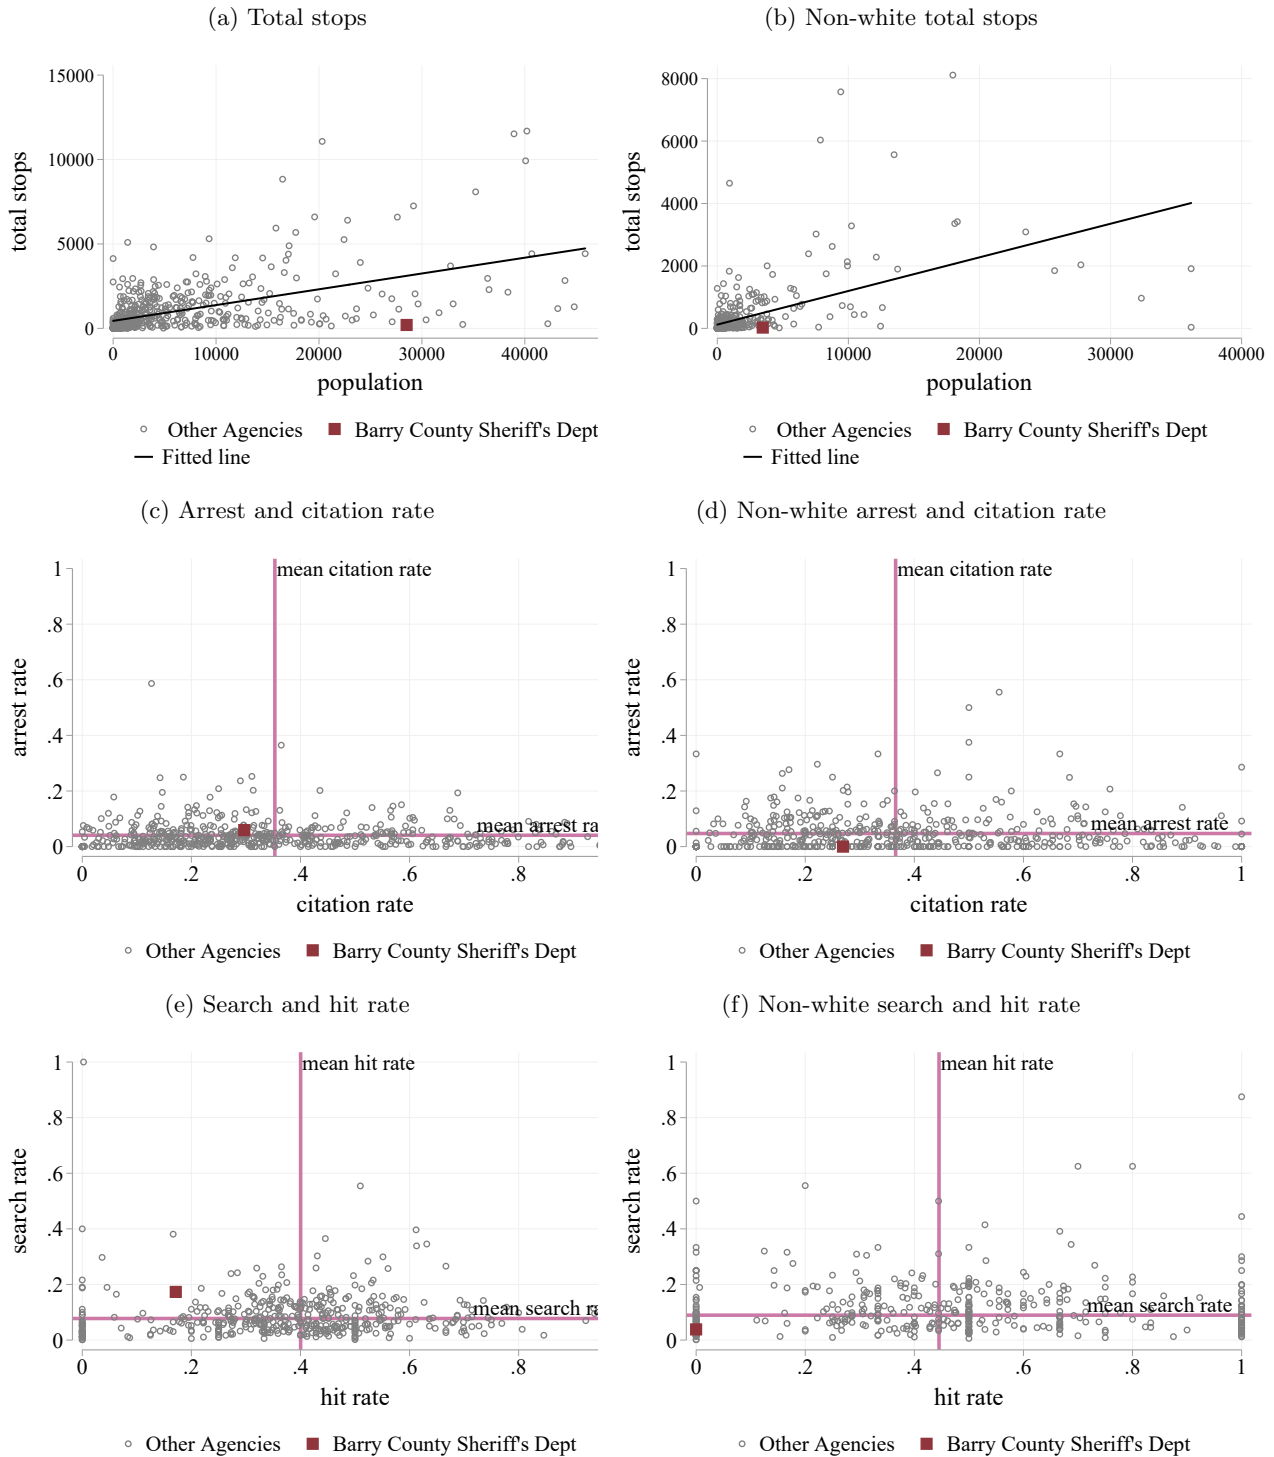 (a) Total stops
(b) Non-white total stops
15000
10000
5000
0
total stops
0 10000 20000 30000 40000
population
Other Agencies Barry County Sheriff's Dept
Fitted line
8000
6000
4000
2000
0
total stops
0 10000 20000 30000 40000
population
Other Agencies Barry County Sheriff's Dept
Fitted line
(c) Arrest and citation rate
(d) Non-white arrest and citation rate
mean citation rate
1
.8
.6
.4
.2
0
arrest rate
mean arrest ra
0 .2 .4 .6 .8
citation rate
Other Agencies Barry County Sheriff's Dept
mean citation rate
1
.8
.6
.4
.2
0
arrest rate
mean arrest rate
0 .2 .4 .6 .8 1
citation rate
Other Agencies Barry County Sheriff's Dept
(e) Search and hit rate
(f) Non-white search and hit rate
mean hit rate
1
.8
.6
.4
.2
0
search rate
mean search ra
0 .2 .4 .6 .8
hit rate
Other Agencies Barry County Sheriff's Dept
mean hit rate
1
.8
.6
.4
.2
0
search rate
mean search rate
0 .2 .4 .6 .8 1
hit rate
Other Agencies Barry County Sheriff's Dept